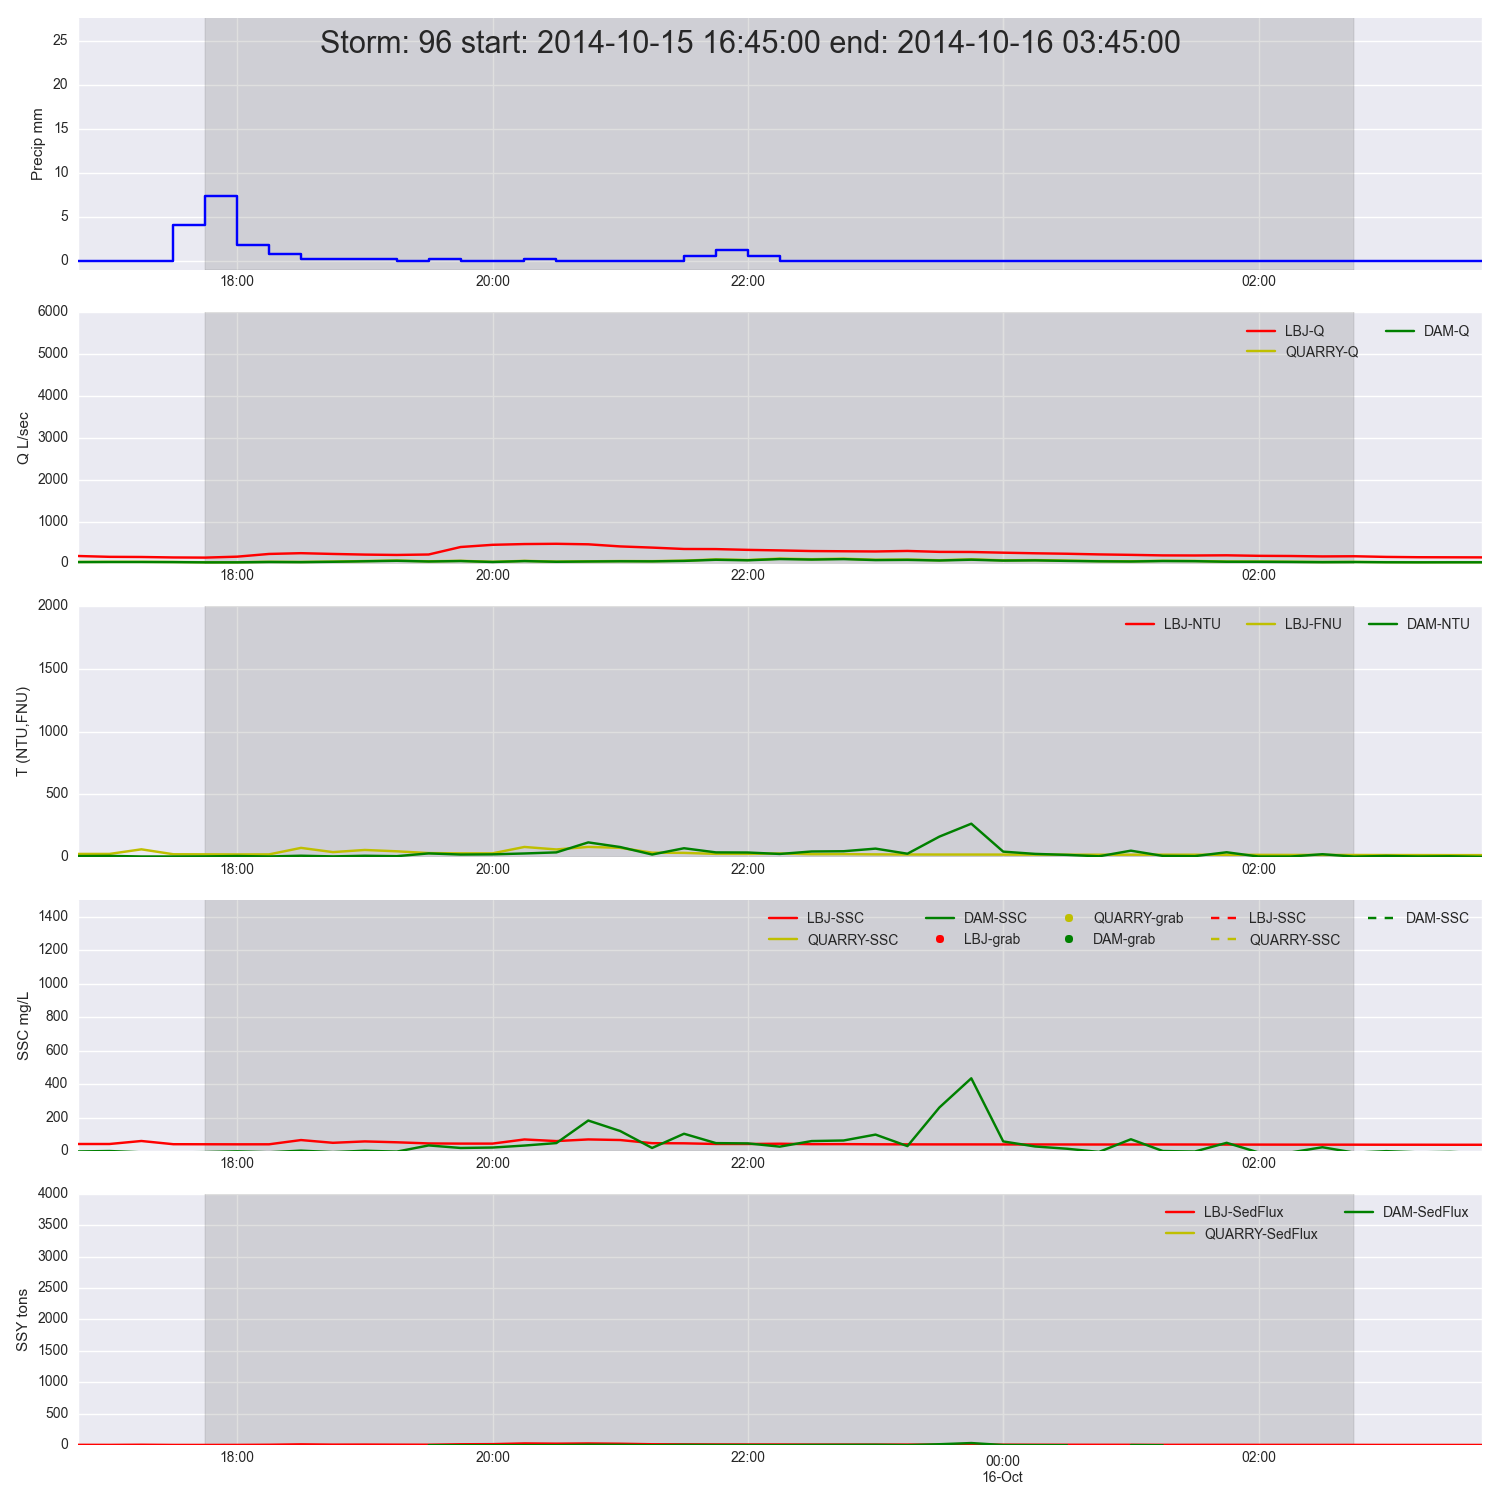 Storm: 96 start: 2014-10-15 16:45:00 end: 2014-10-16 03:45:00
Precip mm
25
20
15
10
5
0
18:00 20:00 22:00 02:00
Q L/sec
6000
5000
4000
3000
2000
1000
0
LBJ-Q DAM-Q
QUARRY-Q
18:00 20:00 22:00 02:00
T (NTU,FNU)
2000
1500
1000
500
0
LBJ-NTU LBJ-FNU DAM-NTU
18:00 20:00 22:00 02:00
SSC mg/L
1400
1200
1000
800
600
400
200
0
LBJ-SSC DAM-SSC QUARRY-grab LBJ-SSC DAM-SSC
QUARRY-SSC LBJ-grab DAM-grab QUARRY-SSC
18:00 20:00 22:00 02:00
SSY tons
4000
3500
3000
2500
2000
1500
1000
500
0
LBJ-SedFlux DAM-SedFlux
QUARRY-SedFlux
18:00 20:00 22:00 00:00 02:00
16-Oct